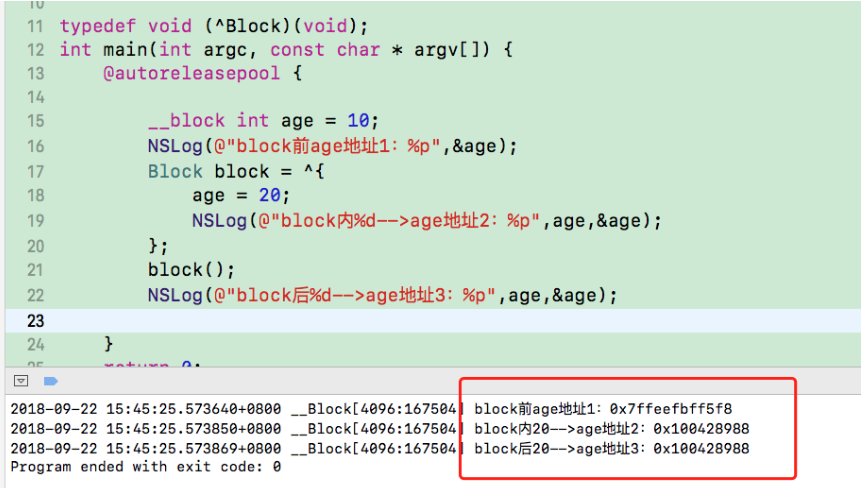 10
11 typedef void (^Block)(void);
12 int main(int argc, const char * argv[]) {
13 @autoreleasepool {
14
15 __block int age = 10;
16 NSLog(@"block前age地址1：%p",&age);
17 Block block = ^{
18 age = 20;
19 NSLog(@"block内%d-->age地址2：%p",age,&age);
20 };
21 block();
22 NSLog(@"block后%d-->age地址3：%p",age,&age);
23
24 }
25 return 0;
2018-09-22 15:45:25.573640+0800 __Block[4096:167504] block前age地址1：0x7ffeefbff5f8
2018-09-22 15:45:25.573850+0800 __Block[4096:167504] block内20-->age地址2：0x100428988
2018-09-22 15:45:25.573869+0800 __Block[4096:167504] block后20-->age地址3：0x100428988
Program ended with exit code: 0